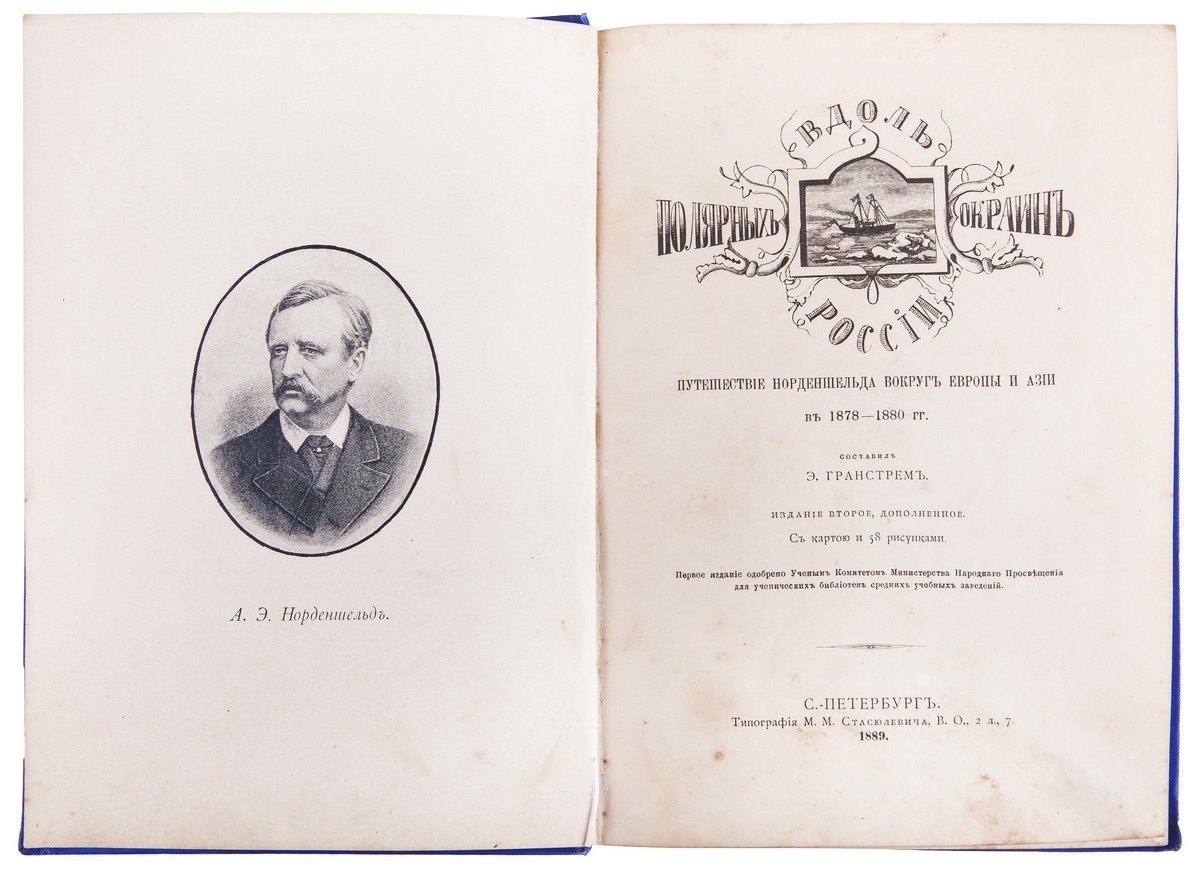 А. Э. Норденшельдъ.
ВДОЛЬ
ПОЛЯРНЫХЪ ОКРАИНЪ
РОССІИ
ПУТЕШЕСТВІЕ НОРДЕНШЕЛЬДА ВОКРУГЪ ЕВРОПЫ И АЗІИ
въ 1878—1880 гг.
СОСТАВИЛЪ
Э. ГРАНСТРЕМЪ.
ИЗДАНІЕ ВТОРОЕ, ДОПОЛНЕННОЕ.
Съ картою и 58 рисунками.
Первое изданіе одобрено Ученымъ Комитетомъ Министерства Народнаго Просвѣщенія
для ученическихъ библіотекъ среднихъ учебныхъ заведеній.
С.-ПЕТЕРБУРГЪ.
Типографія М. М. Стасюлевича, В. О., 2 л., 7.
1889.